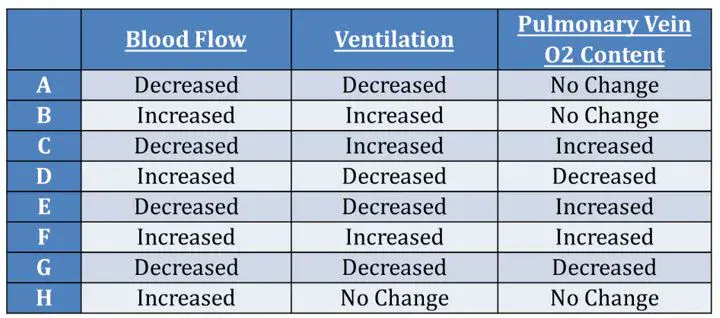 Blood Flow Ventilation Pulmonary Vein O2 Content
A Decreased Decreased No Change
B Increased Increased No Change
C Decreased Increased Increased
D Increased Decreased Decreased
E Decreased Decreased Increased
F Increased Increased Increased
G Decreased Decreased Decreased
H Increased No Change No Change